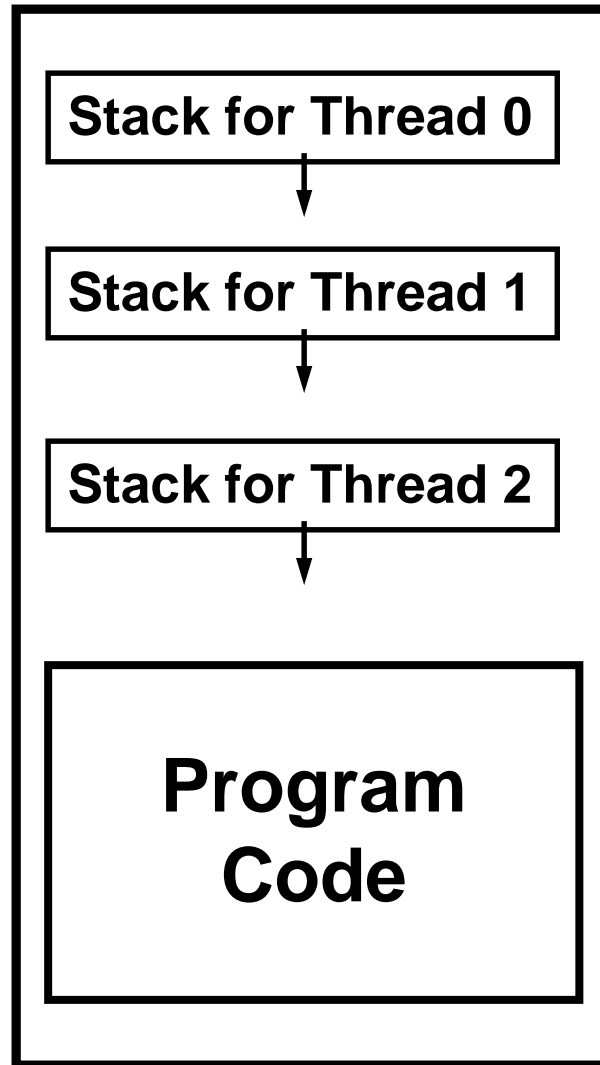 Stack for Thread 0
Stack for Thread 1
Stack for Thread 2
Program
Code